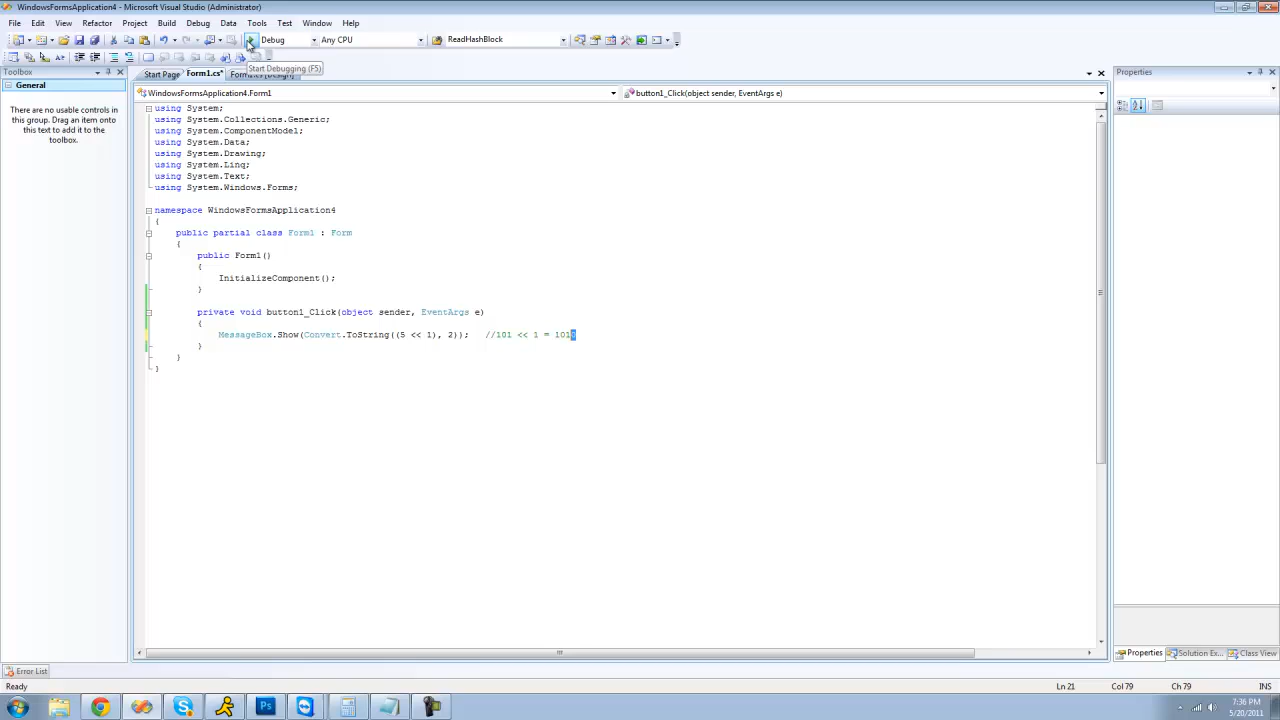 WindowsFormsApplication4 - Microsoft Visual Studio (Administrator)
File Edit View Refactor Project Build Debug Data Tools Test Window Help
Debug Any CPU ReadHashBlock
Start Debugging (F5)
Toolbox
Start Page Form1.cs* [Design]
Properties
General
WindowsFormsApplication4.Form1 button1_Click(object sender, EventArgs e)
There are no usable controls in this group. Drag an item onto this text to add it to the toolbox.
using System;
using System.Collections.Generic;
using System.ComponentModel;
using System.Data;
using System.Drawing;
using System.Linq;
using System.Text;
using System.Windows.Forms;
namespace WindowsFormsApplication4
{
public partial class Form1 : Form
{
public Form1()
{
InitializeComponent();
}
private void button1_Click(object sender, EventArgs e)
{
MessageBox.Show(Convert.ToString((5 << 1), 2)); //101 << 1 = 1010
}
}
}
Properties Solution Ex... Class View
Error List
Ready Ln 21 Col 79 Ch 79 INS
7:36 PM
5/20/2011